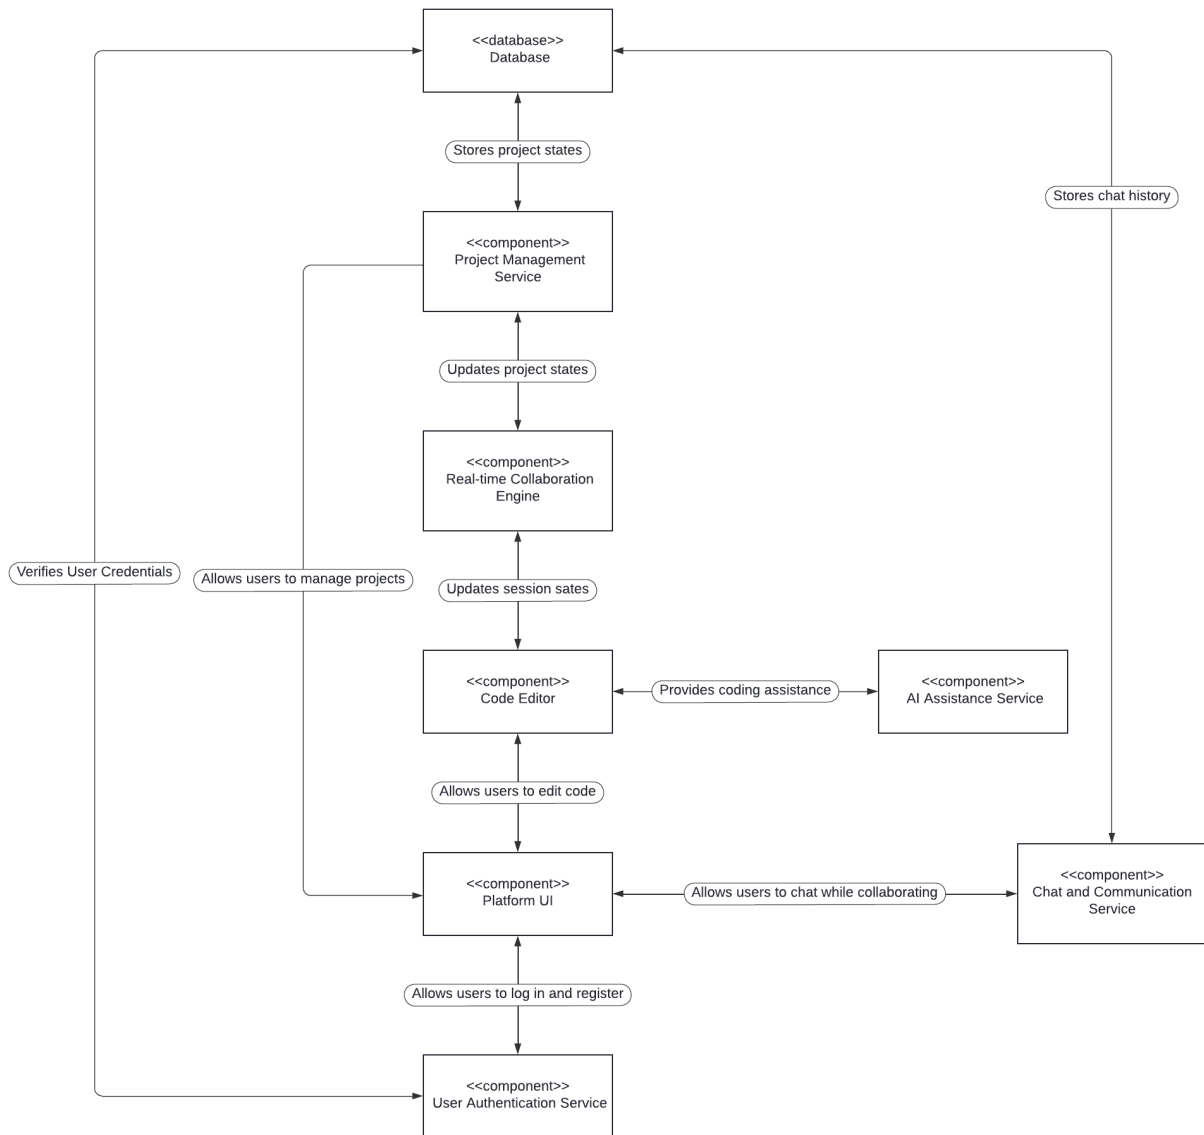 <<database>>
Database
Stores project states
Stores chat history
<<component>>
Project Management
Service
Updates project states
<<component>>
Real-time Collaboration
Engine
Verifies User Credentials
Allows users to manage projects
Updates session sates
<<component>>
Code Editor
Provides coding assistance
<<component>>
AI Assistance Service
Allows users to edit code
<<component>>
Platform UI
Allows users to chat while collaborating
<<component>>
Chat and Communication
Service
Allows users to log in and register
<<component>>
User Authentication Service